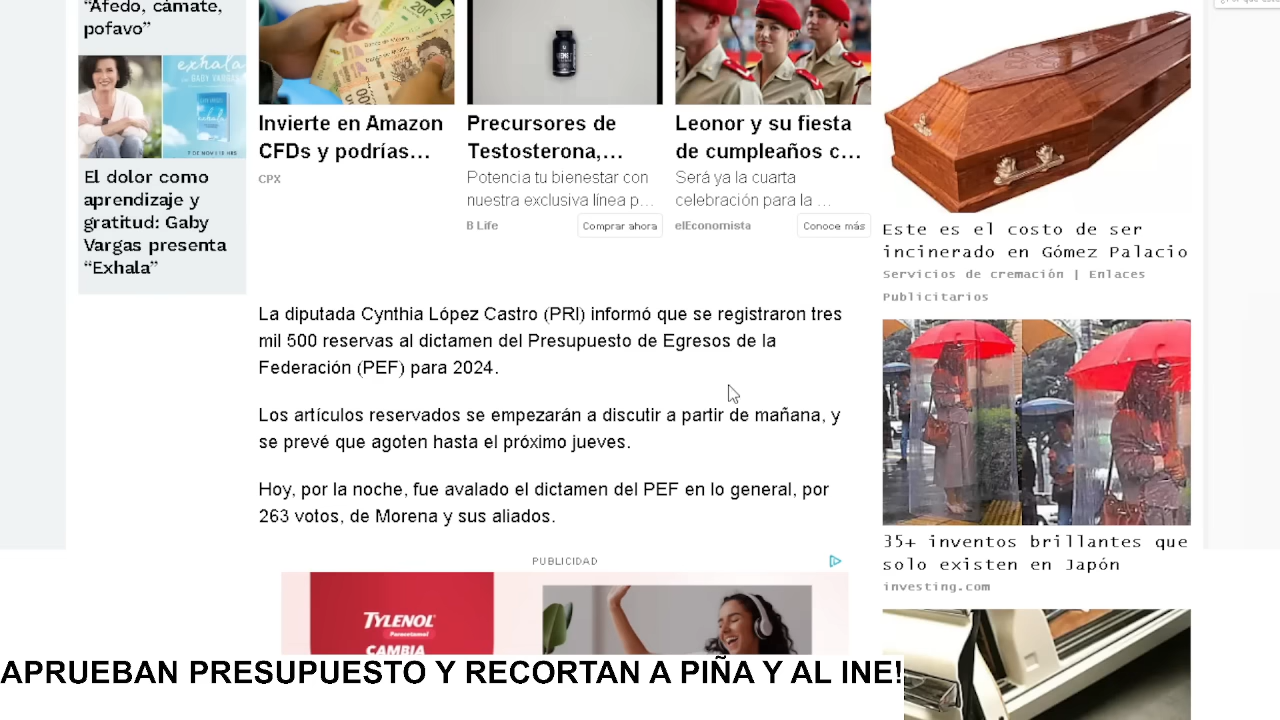 “Afedo, cámate,
pofavo”
exhala
GABY VARGAS
El dolor como
aprendizaje y
gratitud: Gaby
Vargas presenta
“Exhala”
Invierte en Amazon
CFDs y podrías...
CPX
Precursores de
Testosterona,...
Potencia tu bienestar con
nuestra exclusiva línea p...
B Life
Comprar ahora
Leonor y su fiesta
de cumpleaños c...
Será ya la cuarta
celebración para la ...
elEconomista
Conoce más
La diputada Cynthia López Castro (PRI) informó que se registraron tres
mil 500 reservas al dictamen del Presupuesto de Egresos de la
Federación (PEF) para 2024.
Los artículos reservados se empezarán a discutir a partir de mañana, y
se prevé que agoten hasta el próximo jueves.
Hoy, por la noche, fue avalado el dictamen del PEF en lo general, por
263 votos, de Morena y sus aliados.
PUBLICIDAD
TYLENOL
Paracetamol
CAMBIA
Este es el costo de ser
incinerado en Gómez Palacio
Servicios de cremación | Enlaces
Publicitarios
35+ inventos brillantes que
solo existen en Japón
investing.com
APRUEBAN PRESUPUESTO Y RECORTAN A PIÑA Y AL INE!